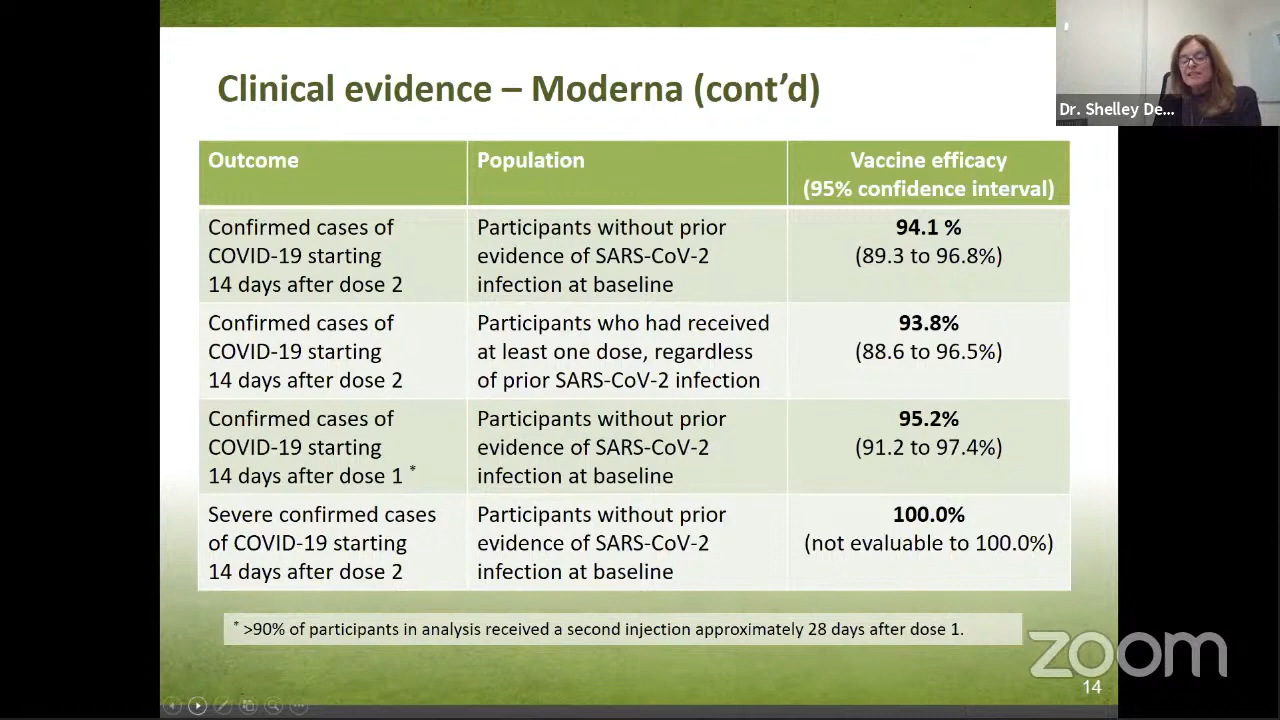 Clinical evidence – Moderna (cont’d)
Dr. Shelley De...
Outcome
Population
Vaccine efficacy
(95% confidence interval)
Confirmed cases of
COVID-19 starting
14 days after dose 2
Participants without prior
evidence of SARS-CoV-2
infection at baseline
94.1 %
(89.3 to 96.8%)
Confirmed cases of
COVID-19 starting
14 days after dose 2
Participants who had received
at least one dose, regardless
of prior SARS-CoV-2 infection
93.8%
(88.6 to 96.5%)
Confirmed cases of
COVID-19 starting
14 days after dose 1 *
Participants without prior
evidence of SARS-CoV-2
infection at baseline
95.2%
(91.2 to 97.4%)
Severe confirmed cases
of COVID-19 starting
14 days after dose 2
Participants without prior
evidence of SARS-CoV-2
infection at baseline
100.0%
(not evaluable to 100.0%)
* >90% of participants in analysis received a second injection approximately 28 days after dose 1.
zoom
14